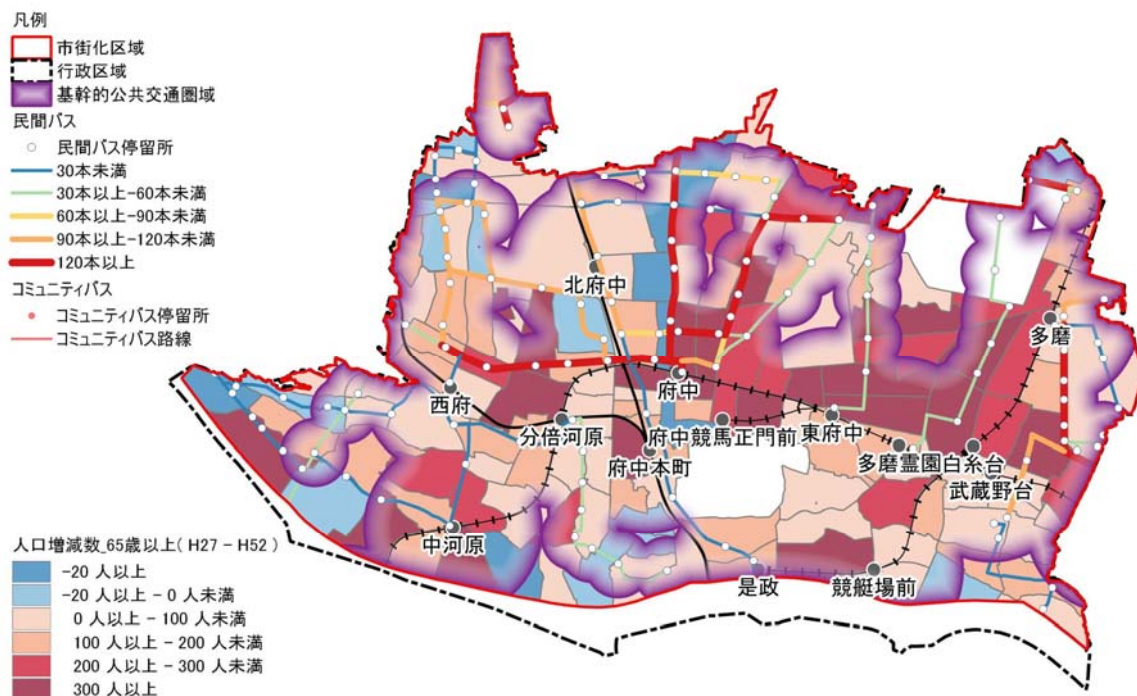 凡例
市街化区域
行政区域
基幹的公共交通圏域
民間バス
民間バス停留所
30本未満
30本以上−60本未満
60本以上−90本未満
90本以上−120本未満
120本以上
コミュニティバス
コミュニティバス停留所
コミュニティバス路線
北府中
多磨
西府
府中
分倍河原
府中競馬正門前
東府中
府中本町
多磨霊園
白糸台
武蔵野台
中河原
是政
競艇場前
人口増減数_65歳以上( H27 − H52 )
-20 人以上
-20 人以上 − 0 人未満
0 人以上 − 100 人未満
100 人以上 − 200 人未満
200 人以上 − 300 人未満
300 人以上